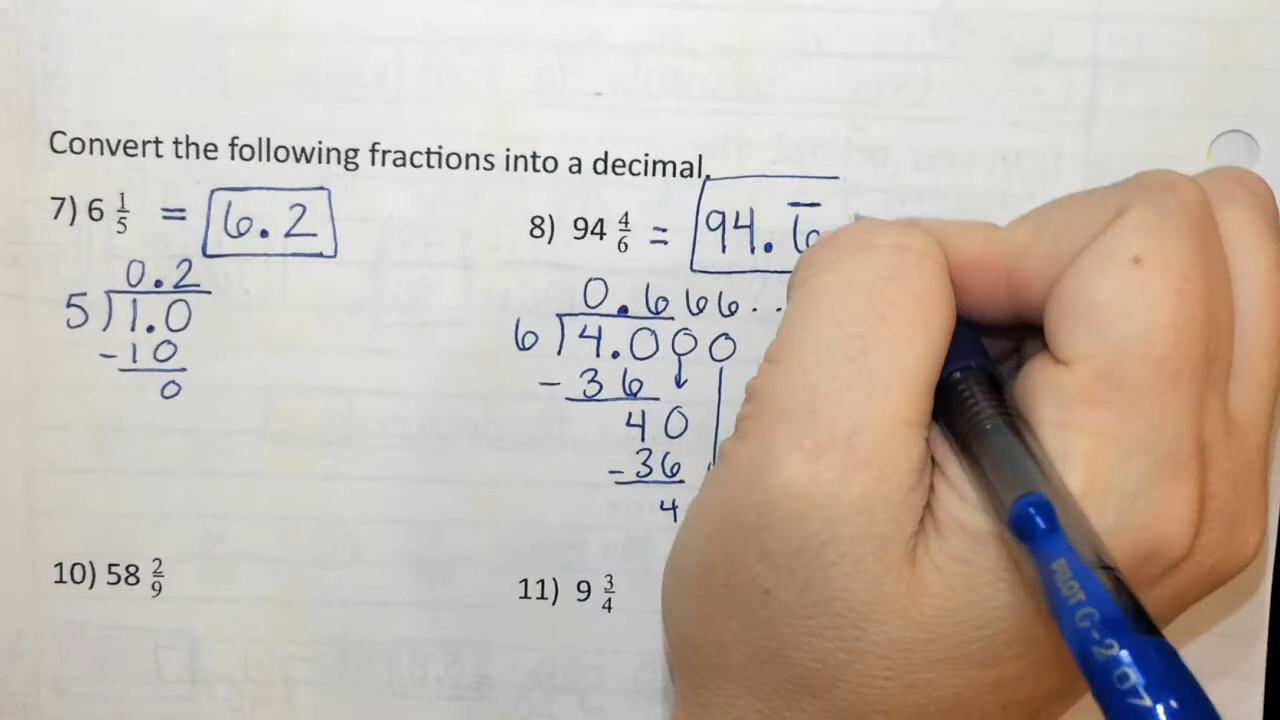 Convert the following fractions into a decimal.
7) 6 1/5 = 6.2
0.2
5)1.0
-10
0
8) 94 4/6 = 94.6̅
0.666...
6)4.000
-36
40
-36
4
10) 58 2/9
11) 9 3/4
PILOT G-2 07